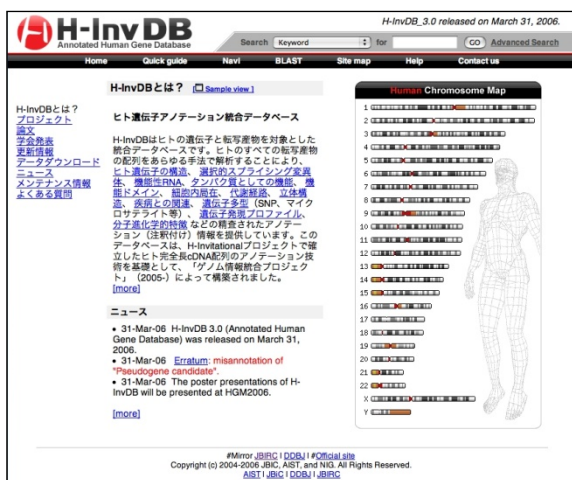 H-InvDB
Annotated Human Gene Database
H-InvDB_3.0 released on March 31, 2006.
Search Keyword for GO Advanced Search
Home Quick guide Navi BLAST Site map Help Contact us
H-InvDBとは？ [Sample view ]
H-InvDBとは？
プロジェクト
論文
学会発表
更新情報
データダウンロード
ニュース
メンテナンス情報
よくある質問
ヒト遺伝子アノテーション統合データベース
H-InvDBはヒトの遺伝子と転写産物を対象とした
統合データベースです。ヒトのすべての転写産物
の配列をあらゆる手法で解析することにより、
ヒト遺伝子の構造、 選択的スプライシング変異
体、 機能性RNA、タンパク質としての機能、 機
能ドメイン、細胞内局在、 代謝経路、 立体構
造、 疾病との関連、 遺伝子多型 (SNP、マイク
ロサテライト等) 、 遺伝子発現プロファイル、
分子進化学的特徴 などの精査されたアノテー
ション（注釈付け）情報を提供しています。この
データベースは、H-Invitationalプロジェクトで確
立したヒト完全長cDNA配列のアノテーション技
術を基礎として、「ゲノム情報統合プロジェク
ト」 (2005-) によって構築されました。
[more]
ニュース
• 31-Mar-06 H-InvDB 3.0 (Annotated Human
Gene Database) was released on March 31,
2006.
• 31-Mar-06 Erratum: misannotation of
"Pseudogene candidate".
• 31-Mar-06 The poster presentations of H-
InvDB will be presented at HGM2006.
[more]
Human Chromosome Map
1
2
3
4
5
6
7
8
9
10
11
12
13
14
15
16
17
18
19
20
21
22
X
Y
#Mirror JBIRC | DDBJ | #Official site
Copyright (c) 2004-2006 JBIC, AIST, and NIG. All Rights Reserved.
AIST | JBiC | DDBJ | JBIRC